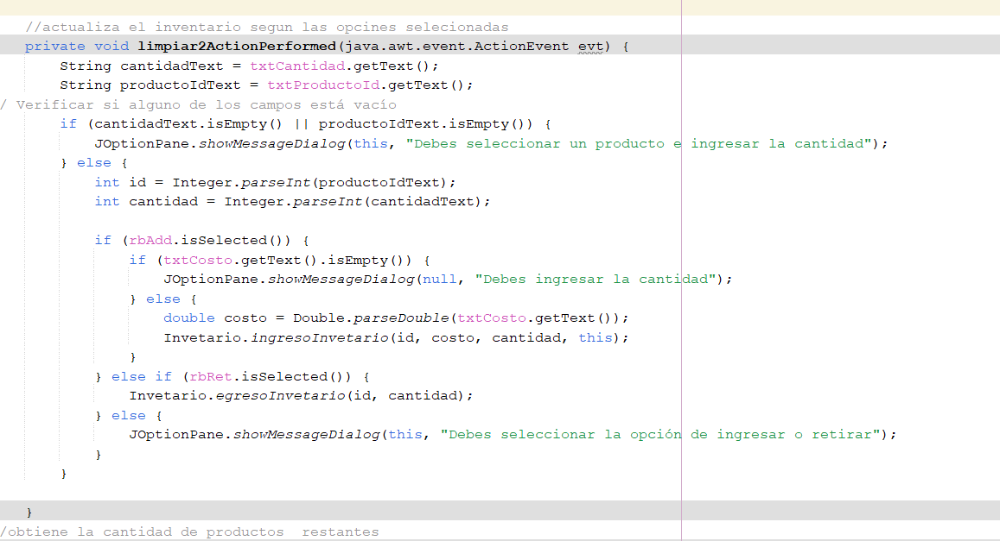 //actualiza el inventario segun las opcines selecionadas
private void limpiar2ActionPerformed(java.awt.event.ActionEvent evt) {
String cantidadText = txtCantidad.getText();
String productoIdText = txtProductoId.getText();
/ Verificar si alguno de los campos está vacío
if (cantidadText.isEmpty() || productoIdText.isEmpty()) {
JOptionPane.showMessageDialog(this, "Debes seleccionar un producto e ingresar la cantidad");
} else {
int id = Integer.parseInt(productoIdText);
int cantidad = Integer.parseInt(cantidadText);
if (rbAdd.isSelected()) {
if (txtCosto.getText().isEmpty()) {
JOptionPane.showMessageDialog(null, "Debes ingresar la cantidad");
} else {
double costo = Double.parseDouble(txtCosto.getText());
Invetario.ingresoInvetario(id, costo, cantidad, this);
}
} else if (rbRet.isSelected()) {
Invetario.egresoInvetario(id, cantidad);
} else {
JOptionPane.showMessageDialog(this, "Debes seleccionar la opción de ingresar o retirar");
}
}
}
/obtiene la cantidad de productos  restantes